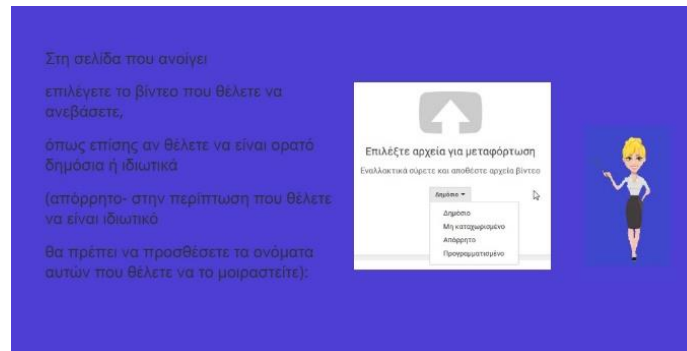 Στη σελίδα που ανοίγει
επιλέγετε το βίντεο που θέλετε να
ανεβάσετε,
όπως επίσης αν θέλετε να είναι ορατό
δημόσια ή ιδιωτικά
(απόρρητο- στην περίπτωση που θέλετε
να είναι ιδιωτικό
θα πρέπει να προσθέσετε τα ονόματα
αυτών που θέλετε να το μοιραστείτε):
Επιλέξτε αρχεία για μεταφόρτωση
Εναλλακτικά σύρετε και αποθέστε αρχεία βίντεο
Δημόσιο
Δημόσιο
Μη καταχωρισμένο
Απόρρητο
Προγραμματισμένο